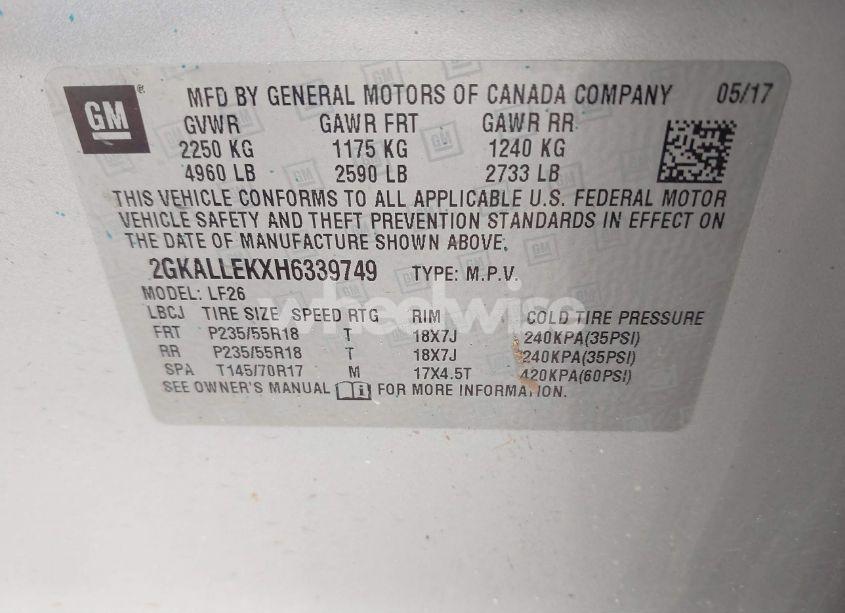 GM
MFD BY GENERAL MOTORS OF CANADA COMPANY 05/17
GVWR GAWR FRT GAWR RR
2250 KG 1175 KG 1240 KG
4960 LB 2590 LB 2733 LB
THIS VEHICLE CONFORMS TO ALL APPLICABLE U.S. FEDERAL MOTOR
VEHICLE SAFETY AND THEFT PREVENTION STANDARDS IN EFFECT ON
THE DATE OF MANUFACTURE SHOWN ABOVE.
2GKALLEKXH6339749 TYPE: M.P.V.
MODEL: LF26
wheelwise
LBCJ TIRE SIZE SPEED RTG RIM COLD TIRE PRESSURE
FRT P235/55R18 T 18X7J 240KPA(35PSI)
RR P235/55R18 T 18X7J 240KPA(35PSI)
SPA T145/70R17 M 17X4.5T 420KPA(60PSI)
SEE OWNER'S MANUAL FOR MORE INFORMATION.